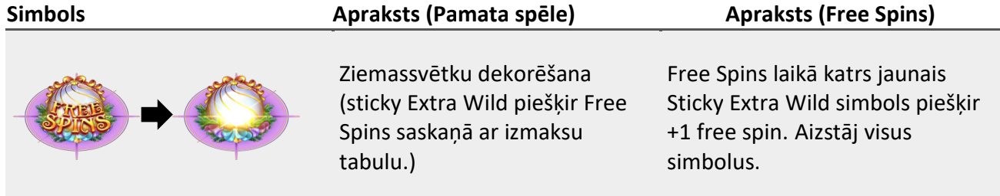 Simbols Apraksts (Pamata spēle) Apraksts (Free Spins)
FREE
SPINS
Ziemassvētku dekorēšana
(sticky Extra Wild piešķir Free
Spins saskaņā ar izmaksu
tabulu.)
Free Spins laikā katrs jaunais
Sticky Extra Wild simbols piešķir
+1 free spin. Aizstāj visus
simbolus.